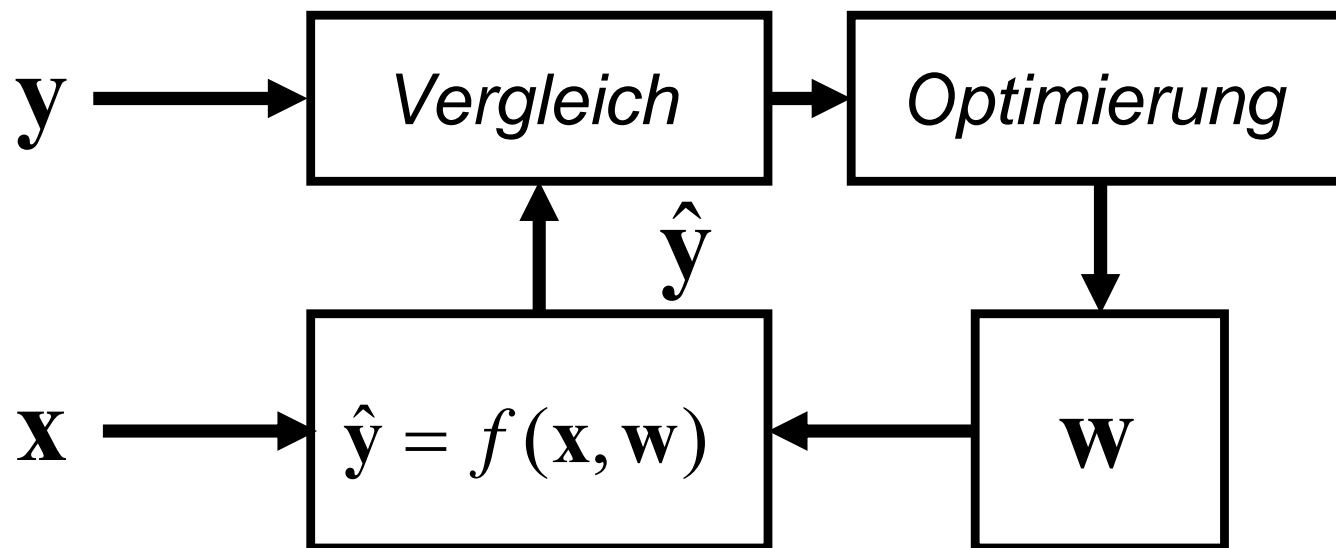 y
Vergleich
Optimierung
ŷ
x
ŷ = f(x, w)
w